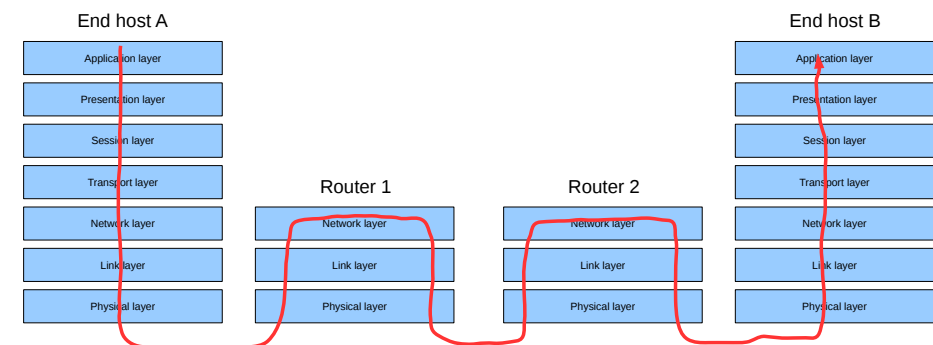 End host A
Application layer
Presentation layer
Session layer
Transport layer
Network layer
Link layer
Physical layer
Router 1
Network layer
Link layer
Physical layer
Router 2
Network layer
Link layer
Physical layer
End host B
Application layer
Presentation layer
Session layer
Transport layer
Network layer
Link layer
Physical layer